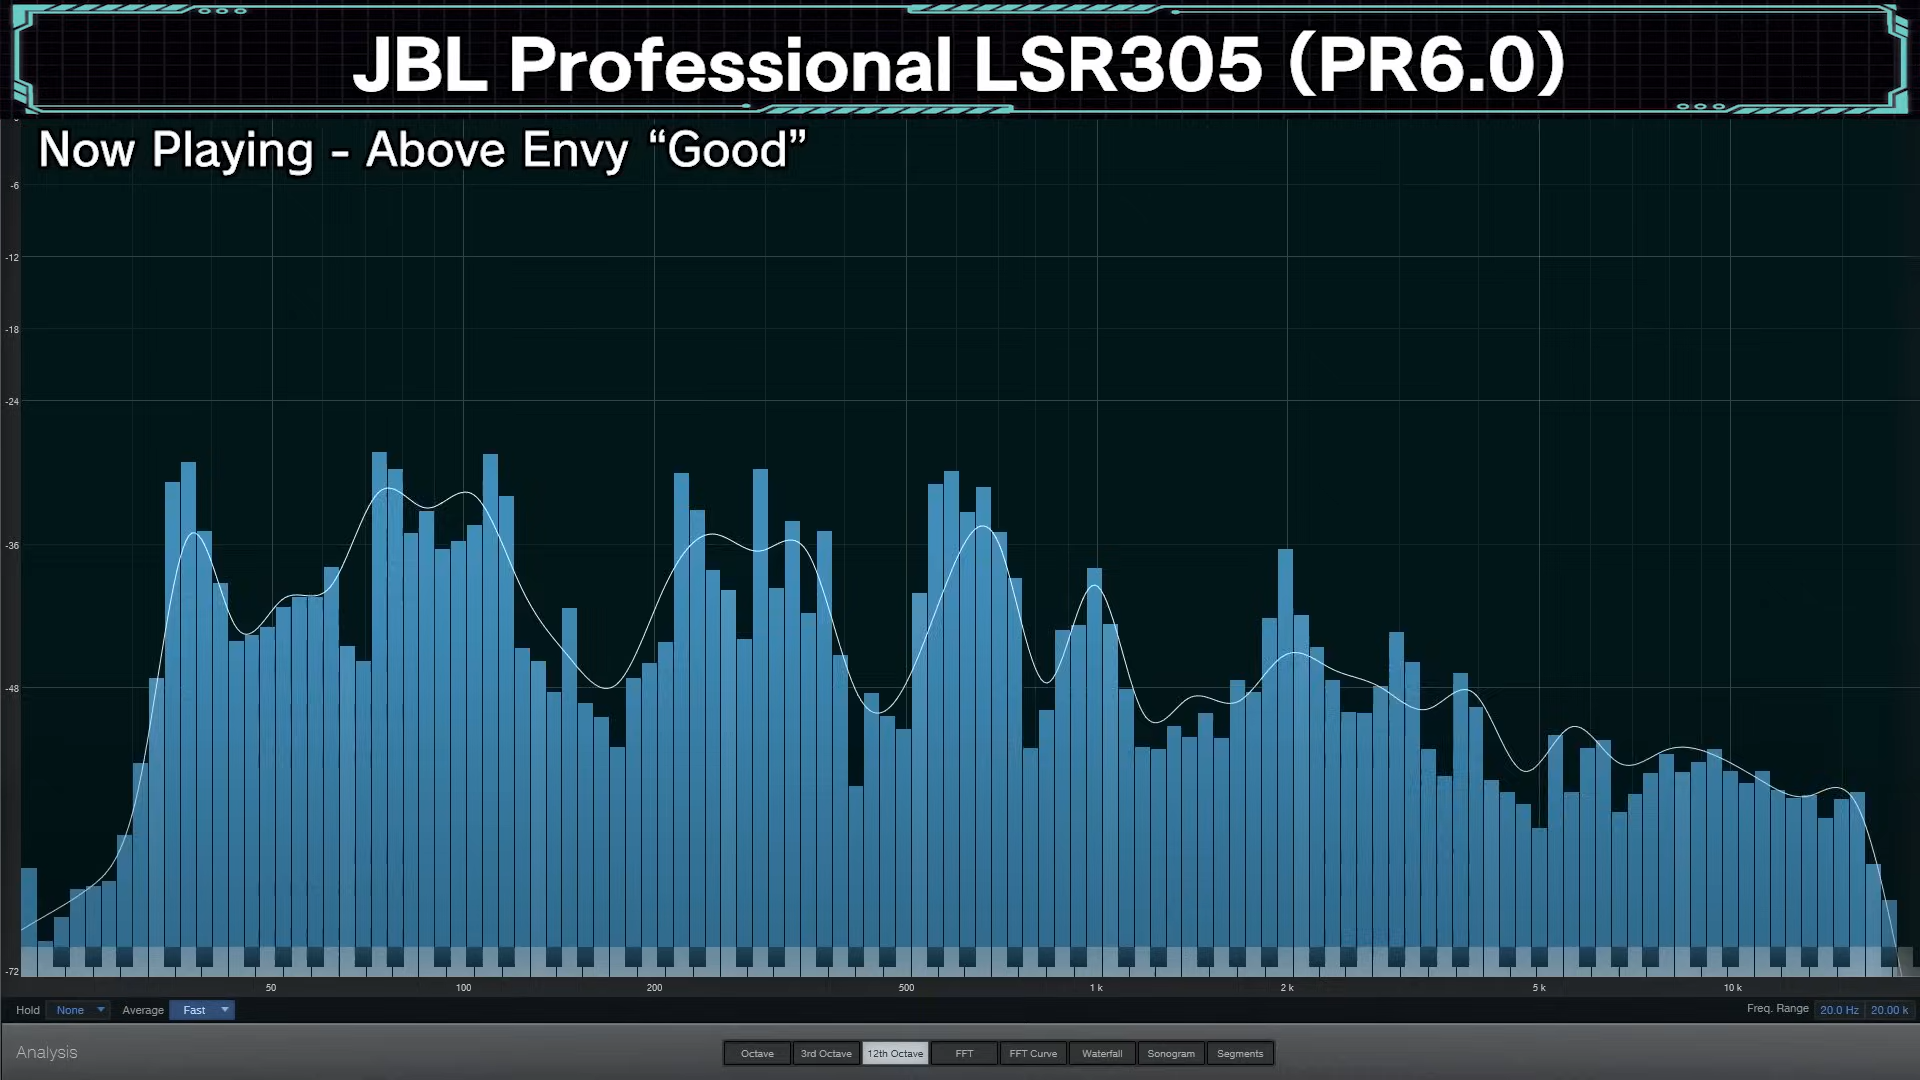 JBL Professional LSR305 (PR6.0)
Now Playing - Above Envy “Good”
-6
-12
-18
-24
-36
-48
-72
50 100 200 500 1 k 2 k 5 k 10 k
Hold None Average Fast Freq. Range 20.0 Hz 20.00 k
Analysis Octave 3rd Octave 12th Octave FFT FFT Curve Waterfall Sonogram Segments